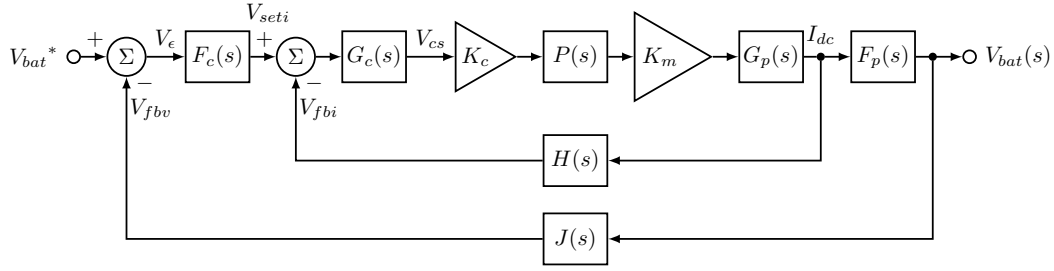 V_{bat}* + Σ − V_ϵ F_c(s) V_{seti} + Σ − G_c(s) V_{cs} K_c P(s) K_m G_p(s) I_{dc} F_p(s) V_{bat}(s)
V_{fbv} V_{fbi}
H(s)
J(s)